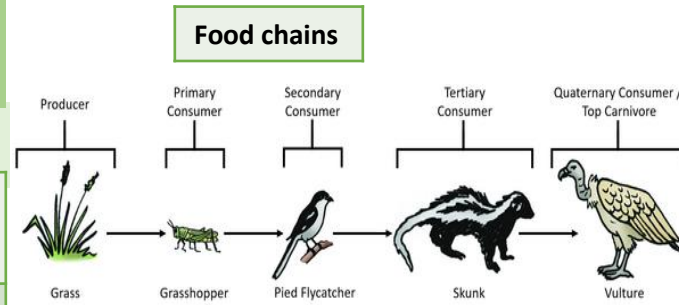 Food chains
Producer
Primary
Consumer
Secondary
Consumer
Tertiary
Consumer
Quaternary Consumer /
Top Carnivore
Grass
Grasshopper
Pied Flycatcher
Skunk
Vulture